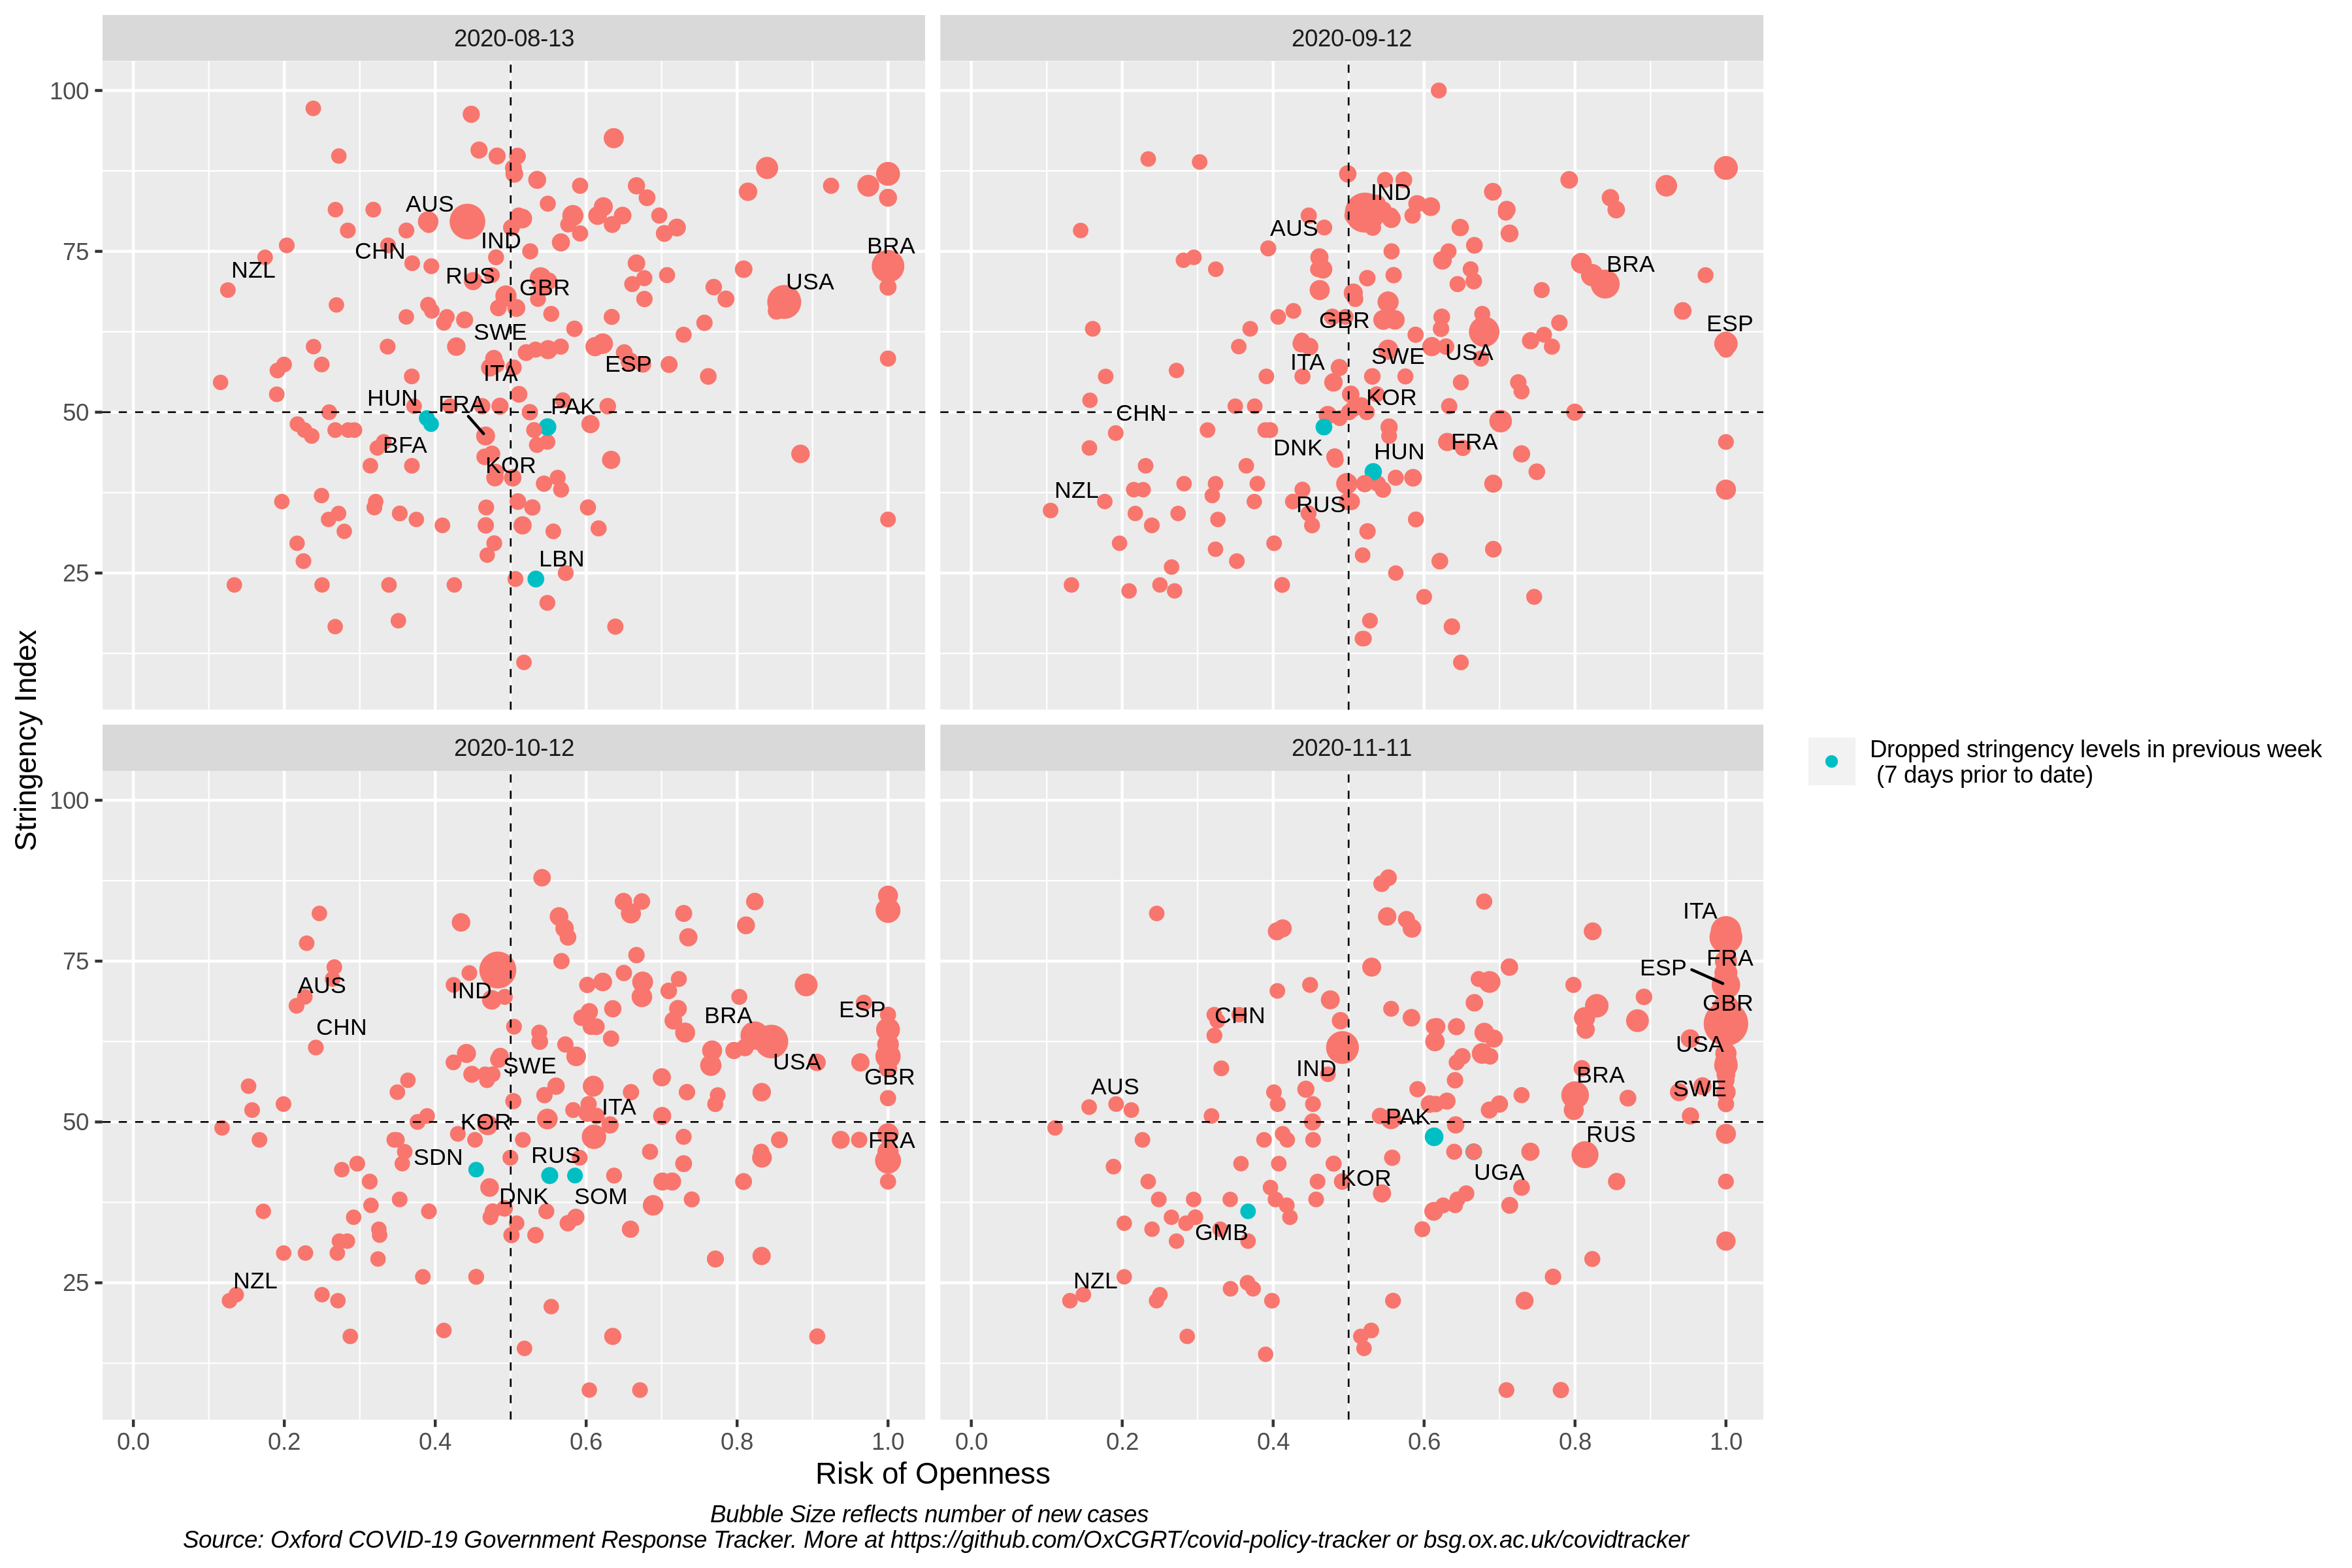 2020-08-13
2020-09-12
100
75
50
25
AUS
IND
CHN
NZL
RUS
GBR
BRA
USA
SWE
ESP
ITA
HUN
FRA
PAK
BFA
KOR
LBN
IND
AUS
BRA
GBR
ESP
ITA
SWE
USA
KOR
CHN
DNK
HUN
FRA
NZL
RUS
Stringency Index
2020-10-12
2020-11-11
100
75
50
25
AUS
IND
CHN
BRA
ESP
SWE
USA
GBR
ITA
KOR
FRA
SDN
RUS
DNK
SOM
NZL
ITA
FRA
ESP
GBR
CHN
USA
IND
AUS
BRA
SWE
PAK
RUS
KOR
UGA
GMB
NZL
Dropped stringency levels in previous week
(7 days prior to date)
0.0 0.2 0.4 0.6 0.8 1.0
0.0 0.2 0.4 0.6 0.8 1.0
Risk of Openness
Bubble Size reflects number of new cases
Source: Oxford COVID-19 Government Response Tracker. More at https://github.com/OxCGRT/covid-policy-tracker or bsg.ox.ac.uk/covidtracker